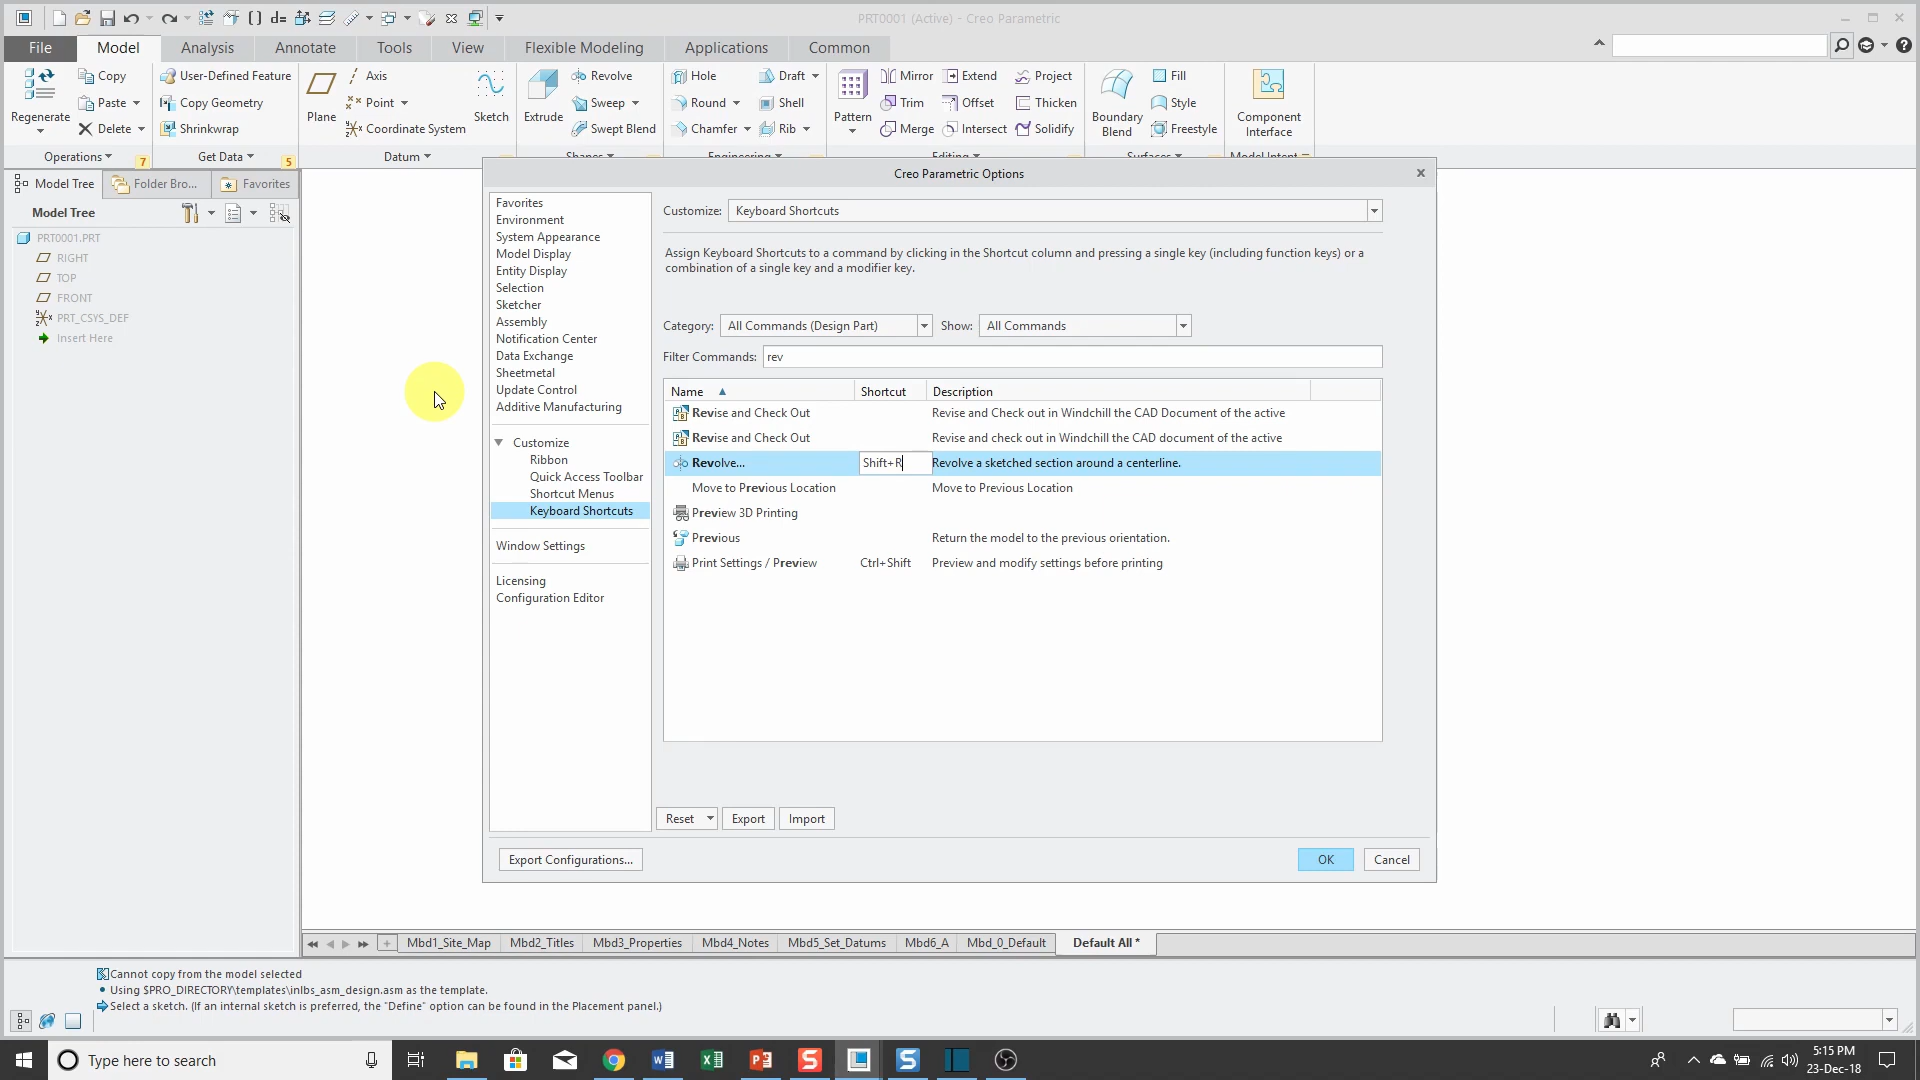 PRT0001 (Active) - Creo Parametric
File Model Analysis Annotate Tools View Flexible Modeling Applications Common
Regenerate
Copy
Paste
Delete
Operations
7
User-Defined Feature
Copy Geometry
Shrinkwrap
Get Data
5
Plane
Axis
Point
Coordinate System
Sketch
Datum
Extrude
Revolve
Sweep
Swept Blend
Shapes
Hole
Round
Chamfer
Draft
Shell
Rib
Engineering
Pattern
Mirror
Trim
Merge
Extend
Offset
Intersect
Project
Thicken
Solidify
Editing
Boundary
Blend
Fill
Style
Freestyle
Surfaces
Component
Interface
Model Intent
Model Tree
Folder Bro...
Favorites
Model Tree
PRT0001.PRT
RIGHT
TOP
FRONT
PRT_CSYS_DEF
Insert Here
Creo Parametric Options
Favorites
Environment
System Appearance
Model Display
Entity Display
Selection
Sketcher
Assembly
Notification Center
Data Exchange
Sheetmetal
Update Control
Additive Manufacturing
Customize
Ribbon
Quick Access Toolbar
Shortcut Menus
Keyboard Shortcuts
Window Settings
Licensing
Configuration Editor
Customize: Keyboard Shortcuts
Assign Keyboard Shortcuts to a command by clicking in the Shortcut column and pressing a single key (including function keys) or a
combination of a single key and a modifier key.
Category: All Commands (Design Part) Show: All Commands
Filter Commands: rev
Name Shortcut Description
Revise and Check Out Revise and Check out in Windchill the CAD Document of the active
Revise and Check Out Revise and check out in Windchill the CAD document of the active
Revolve... Shift+R Revolve a sketched section around a centerline.
Move to Previous Location Move to Previous Location
Preview 3D Printing
Previous Return the model to the previous orientation.
Print Settings / Preview Ctrl+Shift Preview and modify settings before printing
Reset Export Import
Export Configurations... OK Cancel
Mbd1_Site_Map Mbd2_Titles Mbd3_Properties Mbd4_Notes Mbd5_Set_Datums Mbd6_A Mbd_0_Default Default All *
Cannot copy from the model selected
• Using $PRO_DIRECTORY\templates\inlbs_asm_design.asm as the template.
Select a sketch. (If an internal sketch is preferred, the "Define" option can be found in the Placement panel.)
Type here to search
5:15 PM
23-Dec-18